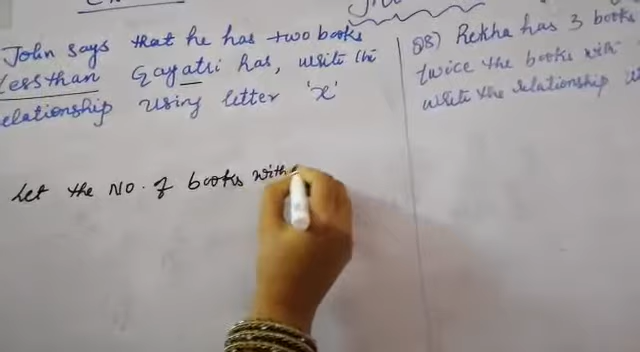 John says that he has two books
less than Gayatri has, write the
relationship using letter 'x'
Let the No. of books with
Q8) Rekha has 3 books
twice the books with
write the relationship